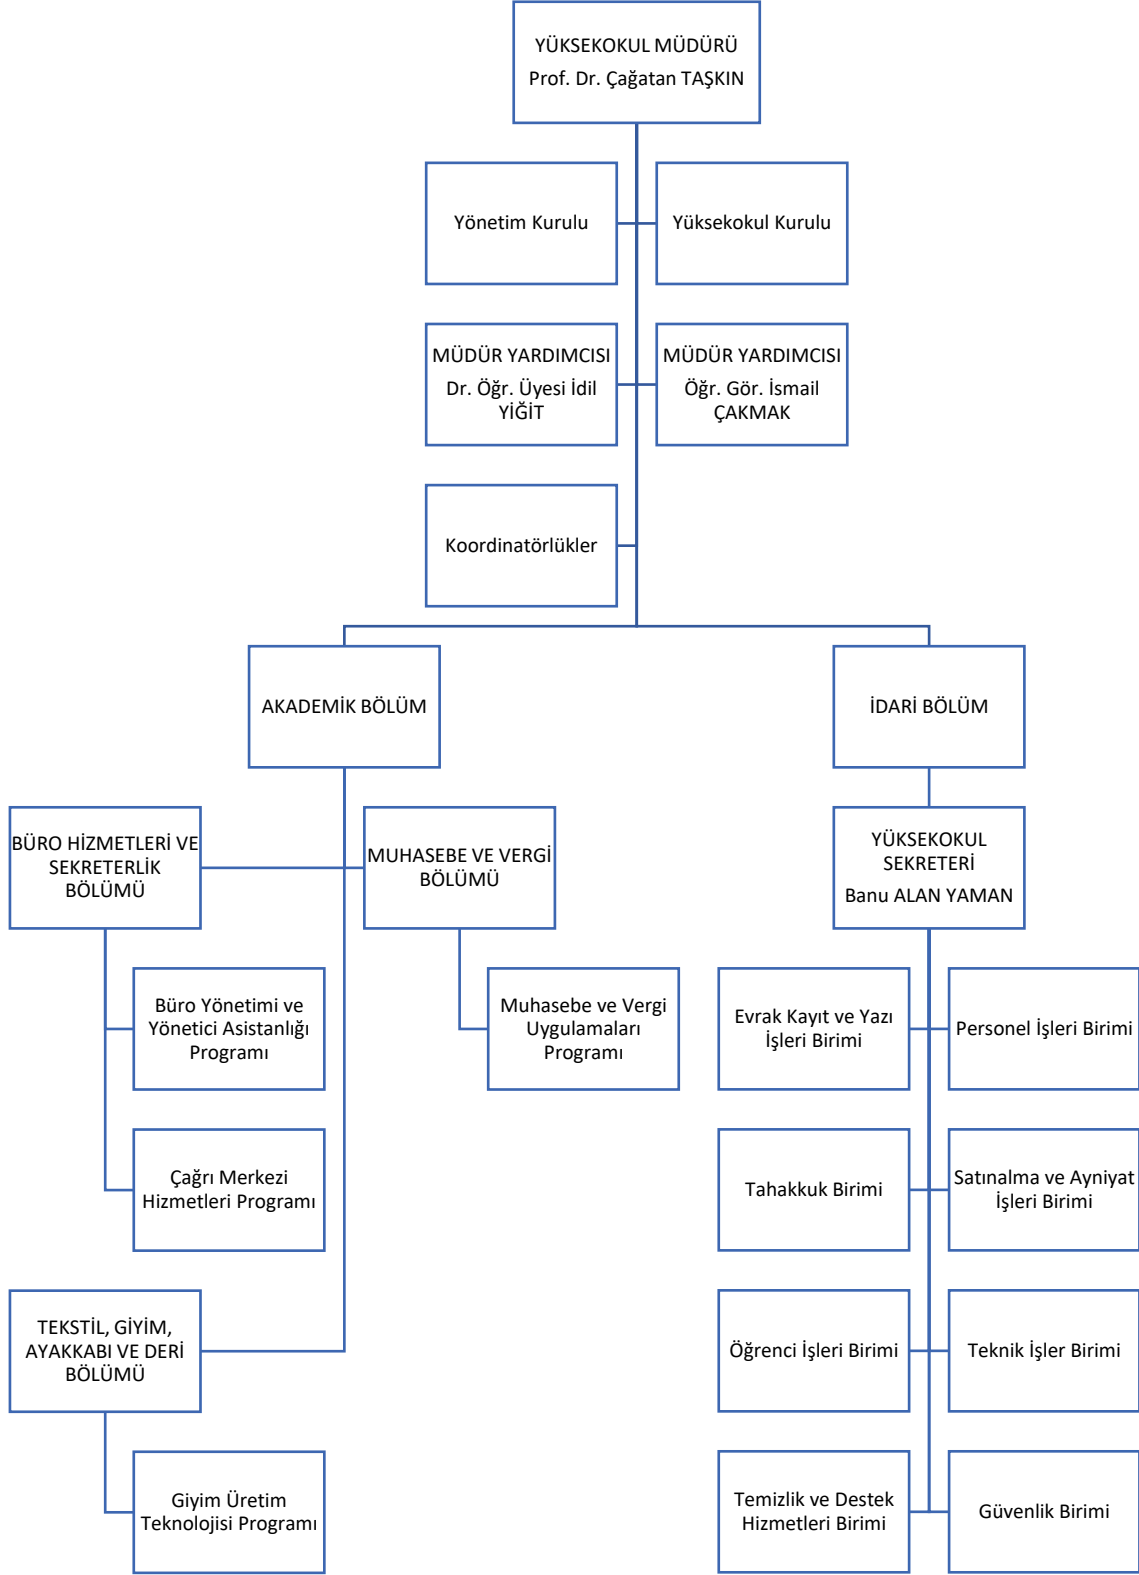 YÜKSEKOKUL MÜDÜRÜ
Prof. Dr. Çağatan TAŞKIN
Yönetim Kurulu
Yüksekokul Kurulu
MÜDÜR YARDIMCISI
Dr. Öğr. Üyesi İdil
YİĞİT
MÜDÜR YARDIMCISI
Öğr. Gör. İsmail
ÇAKMAK
Koordinatörlükler
AKADEMİK BÖLÜM
İDARİ BÖLÜM
BÜRO HİZMETLERİ VE
SEKRETERLİK
BÖLÜMÜ
MUHASEBE VE VERGİ
BÖLÜMÜ
YÜKSEKOKUL
SEKRETERİ
Banu ALAN YAMAN
Büro Yönetimi ve
Yönetici Asistanlığı
Programı
Muhasebe ve Vergi
Uygulamaları
Programı
Evrak Kayıt ve Yazı
İşleri Birimi
Personel İşleri Birimi
Çağrı Merkezi
Hizmetleri Programı
Tahakkuk Birimi
Satınalma ve Ayniyat
İşleri Birimi
TEKSTİL, GİYİM,
AYAKKABI VE DERİ
BÖLÜMÜ
Öğrenci İşleri Birimi
Teknik İşler Birimi
Giyim Üretim
Teknolojisi Programı
Temizlik ve Destek
Hizmetleri Birimi
Güvenlik Birimi